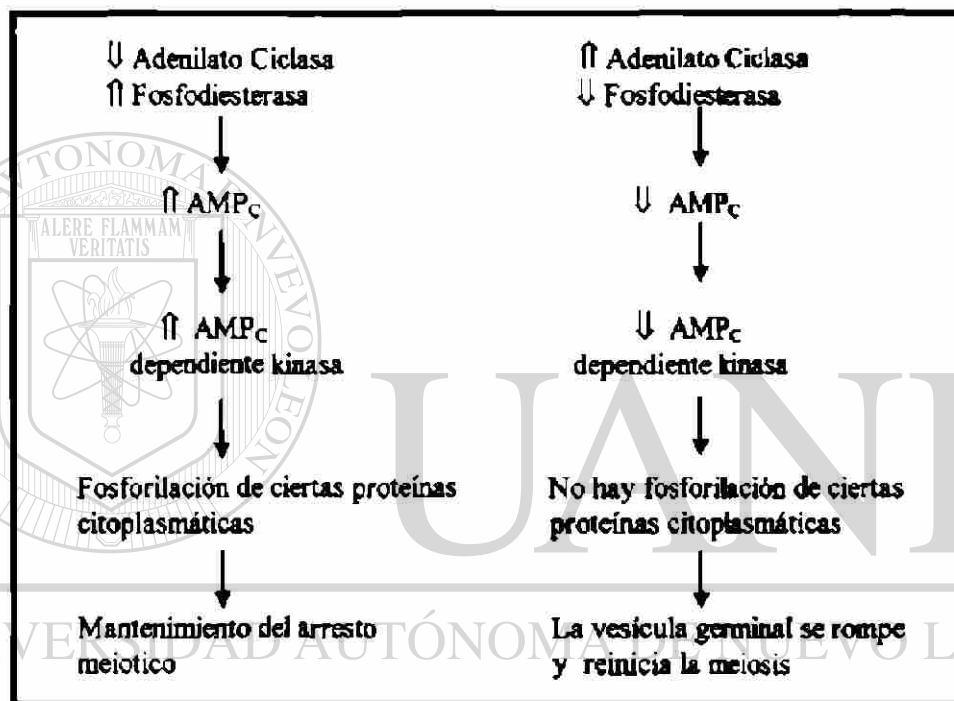 ⇓ Adenilato Ciclasa
⇑ Fosfodiesterasa
⇑ AMPc
⇑ AMPc
dependiente kinasa
Fosforilación de ciertas proteínas
citoplasmáticas
Mantenimiento del arresto
meiotico
⇑ Adenilato Ciclasa
⇓ Fosfodiesterasa
⇓ AMPc
⇓ AMPc
dependiente kinasa
No hay fosforilación de ciertas
proteínas citoplasmáticas
La vesícula germinal se rompe
y reinicia la meiosis
ALERE FLAMMAM
VERITATIS
UANL